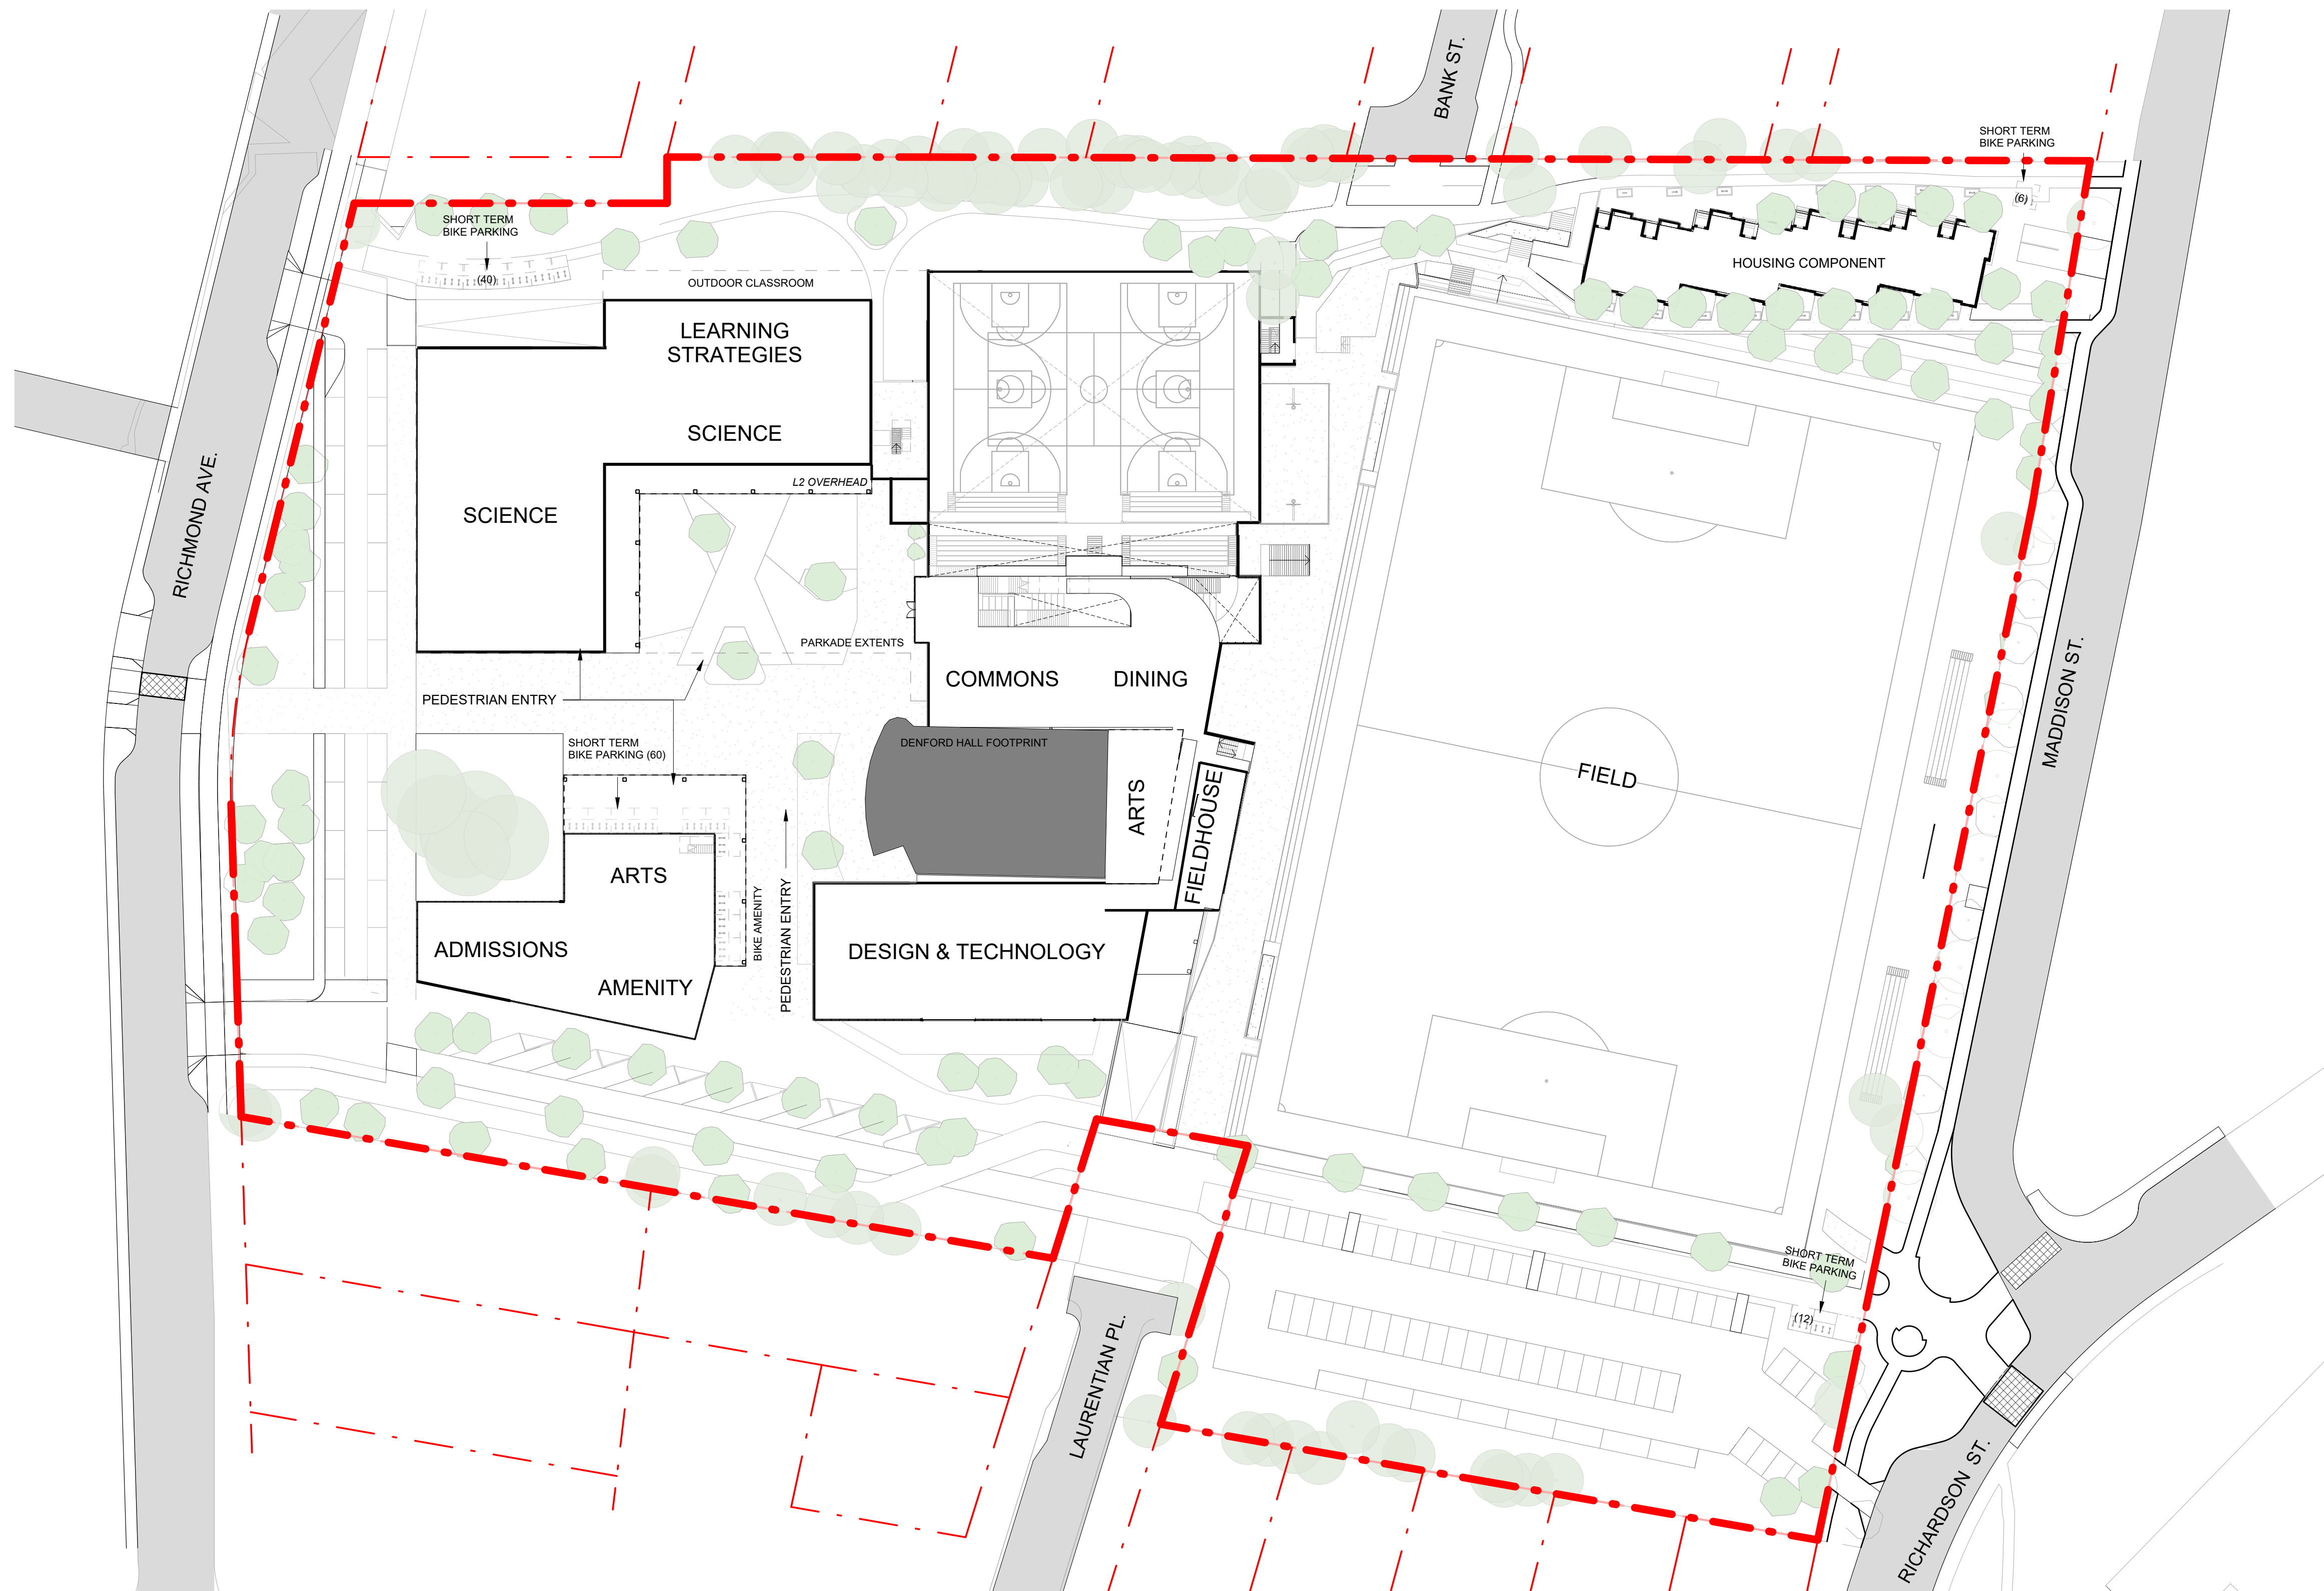 BANK ST.
SHORT TERM
BIKE PARKING
(6)
SHORT TERM
BIKE PARKING
(40)
OUTDOOR CLASSROOM
HOUSING COMPONENT
LEARNING
STRATEGIES
SCIENCE
L2 OVERHEAD
SCIENCE
RICHMOND AVE.
PARKADE EXTENTS
COMMONS
DINING
PEDESTRIAN ENTRY
MADDISON ST.
SHORT TERM
BIKE PARKING (60)
DENFORD HALL FOOTPRINT
FIELD
ARTS
FIELDHOUSE
ARTS
BIKE AMENITY
PEDESTRIAN ENTRY
ADMISSIONS
DESIGN & TECHNOLOGY
AMENITY
SHORT TERM
BIKE PARKING
(12)
LAURENTIAN PL.
RICHARDSON ST.